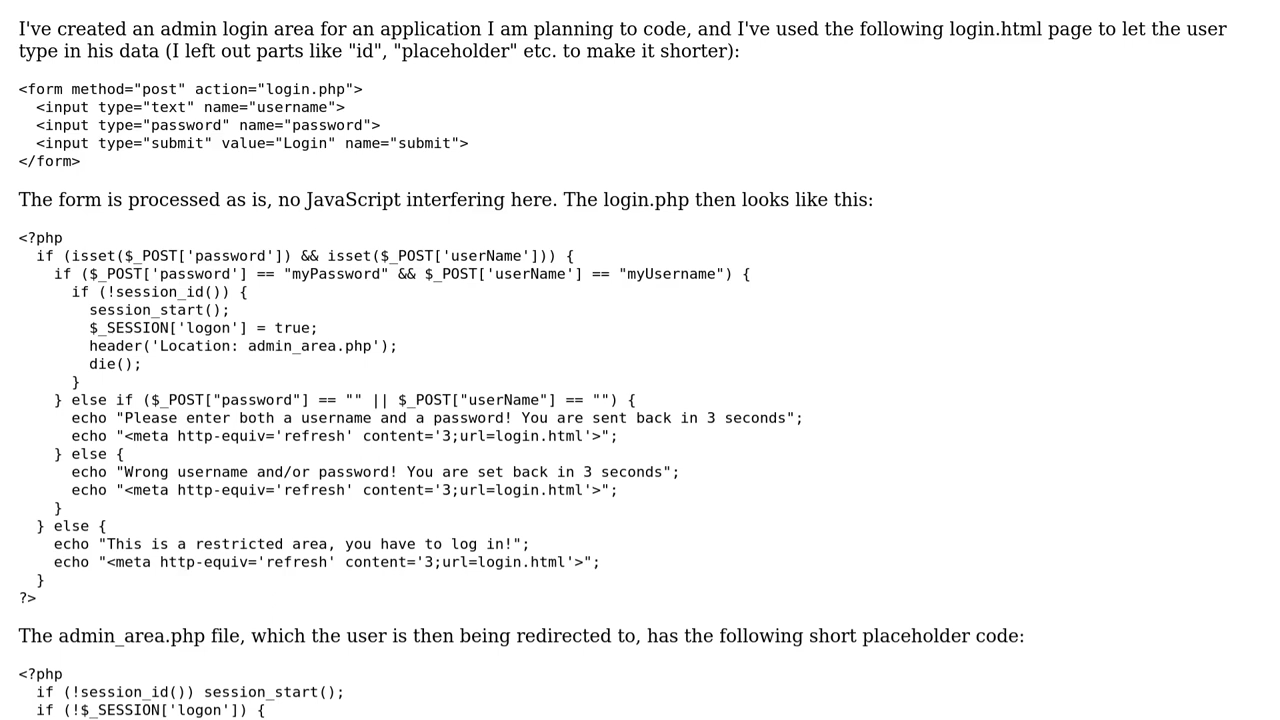 I've created an admin login area for an application I am planning to code, and I've used the following login.html page to let the user
type in his data (I left out parts like "id", "placeholder" etc. to make it shorter):
<form method="post" action="login.php">
  <input type="text" name="username">
  <input type="password" name="password">
  <input type="submit" value="Login" name="submit">
</form>
The form is processed as is, no JavaScript interfering here. The login.php then looks like this:
<?php
  if (isset($_POST['password']) && isset($_POST['userName'])) {
    if ($_POST['password'] == "myPassword" && $_POST['userName'] == "myUsername") {
      if (!session_id()) {
        session_start();
        $_SESSION['logon'] = true;
        header('Location: admin_area.php');
        die();
      }
    } else if ($_POST["password"] == "" || $_POST["userName"] == "") {
      echo "Please enter both a username and a password! You are sent back in 3 seconds";
      echo "<meta http-equiv='refresh' content='3;url=login.html'>";
    } else {
      echo "Wrong username and/or password! You are set back in 3 seconds";
      echo "<meta http-equiv='refresh' content='3;url=login.html'>";
    }
  } else {
    echo "This is a restricted area, you have to log in!";
    echo "<meta http-equiv='refresh' content='3;url=login.html'>";
  }
?>
The admin_area.php file, which the user is then being redirected to, has the following short placeholder code:
<?php
  if (!session_id()) session_start();
  if (!$_SESSION['logon']) {